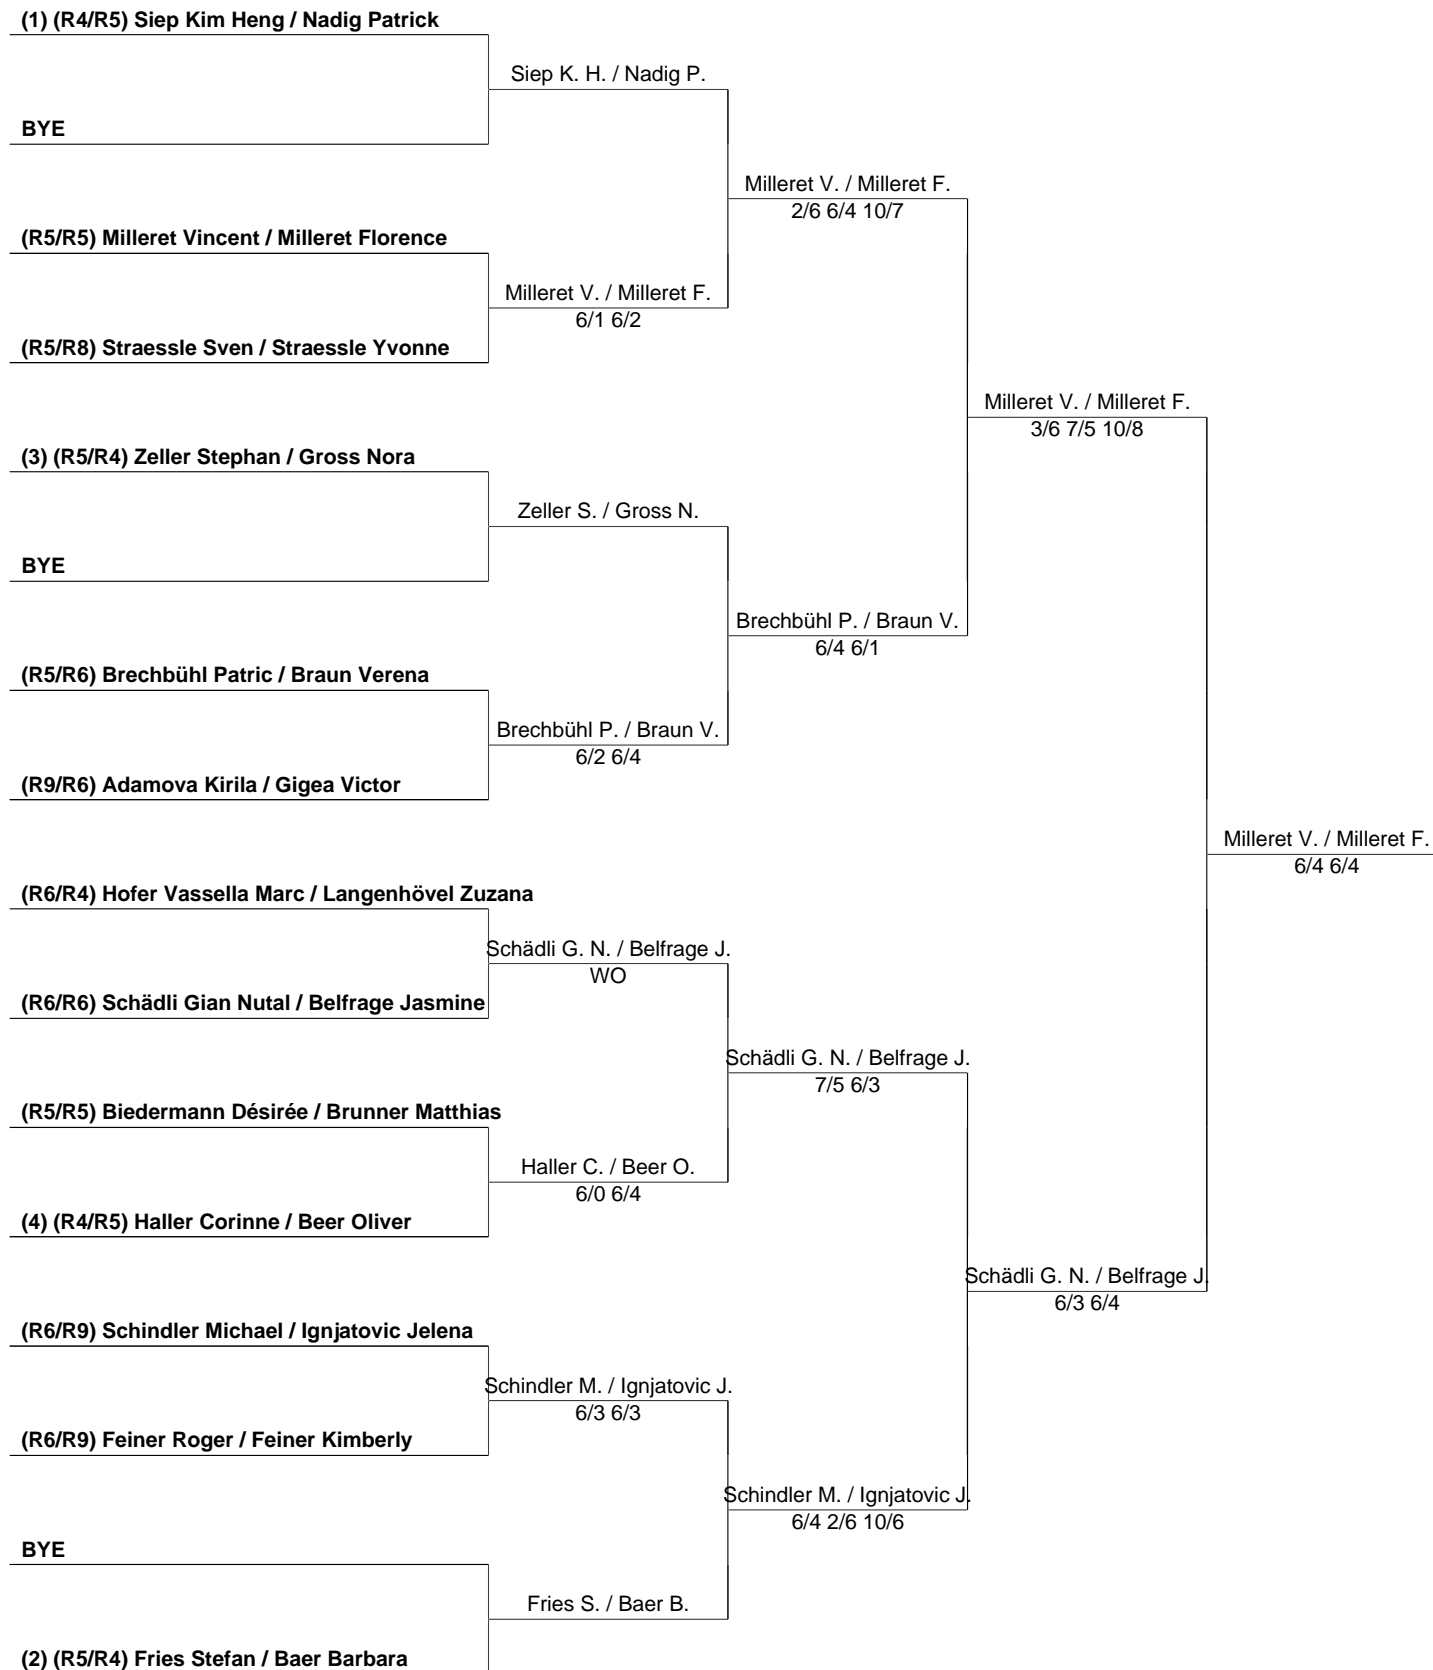 (1) (R4/R5) Siep Kim Heng / Nadig Patrick
Siep K. H. / Nadig P.
BYE
Milleret V. / Milleret F.
2/6 6/4 10/7
(R5/R5) Milleret Vincent / Milleret Florence
Milleret V. / Milleret F.
6/1 6/2
(R5/R8) Straessle Sven / Straessle Yvonne
Milleret V. / Milleret F.
3/6 7/5 10/8
(3) (R5/R4) Zeller Stephan / Gross Nora
Zeller S. / Gross N.
BYE
Brechbühl P. / Braun V.
6/4 6/1
(R5/R6) Brechbühl Patric / Braun Verena
Brechbühl P. / Braun V.
6/2 6/4
(R9/R6) Adamova Kirila / Gigea Victor
Milleret V. / Milleret F.
6/4 6/4
(R6/R4) Hofer Vassella Marc / Langenhövel Zuzana
Schädli G. N. / Belfrage J.
WO
(R6/R6) Schädli Gian Nutal / Belfrage Jasmine
Schädli G. N. / Belfrage J.
7/5 6/3
(R5/R5) Biedermann Désirée / Brunner Matthias
Haller C. / Beer O.
6/0 6/4
(4) (R4/R5) Haller Corinne / Beer Oliver
Schädli G. N. / Belfrage J.
6/3 6/4
(R6/R9) Schindler Michael / Ignjatovic Jelena
Schindler M. / Ignjatovic J.
6/3 6/3
(R6/R9) Feiner Roger / Feiner Kimberly
Schindler M. / Ignjatovic J.
6/4 2/6 10/6
BYE
Fries S. / Baer B.
(2) (R5/R4) Fries Stefan / Baer Barbara